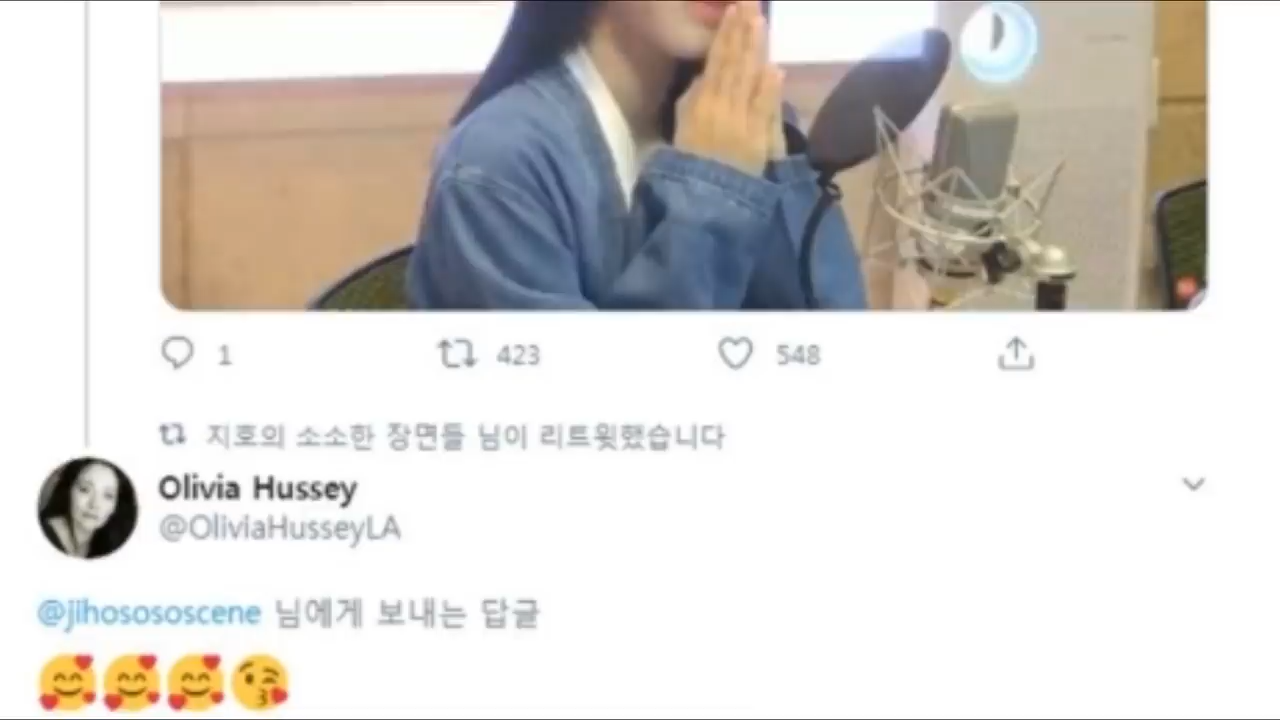 1 423 548
지호의 소소한 장면들 님이 리트윗했습니다
Olivia Hussey
@OliviaHusseyLA
@jihosososcene 님에게 보내는 답글
🥰🥰🥰😘